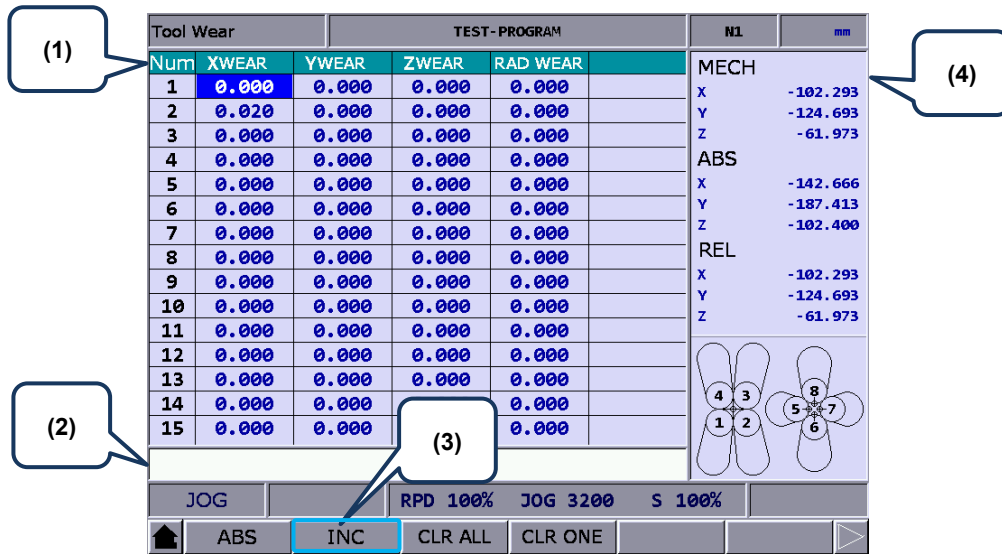 Tool Wear TEST-PROGRAM N1 mm
(1)
(4)
Num XWEAR YWEAR ZWEAR RAD WEAR
1 0.000 0.000 0.000 0.000
2 0.020 0.000 0.000 0.000
3 0.000 0.000 0.000 0.000
4 0.000 0.000 0.000 0.000
5 0.000 0.000 0.000 0.000
6 0.000 0.000 0.000 0.000
7 0.000 0.000 0.000 0.000
8 0.000 0.000 0.000 0.000
9 0.000 0.000 0.000 0.000
10 0.000 0.000 0.000 0.000
11 0.000 0.000 0.000 0.000
12 0.000 0.000 0.000 0.000
13 0.000 0.000 0.000 0.000
14 0.000 0.000 0.000
15 0.000 0.000 0.000
MECH
X -102.293
Y -124.693
Z -61.973
ABS
X -142.666
Y -187.413
Z -102.400
REL
X -102.293
Y -124.693
Z -61.973
4 3 8
5 7
1 2 6
(2)
(3)
JOG RPD 100% JOG 3200 S 100%
ABS INC CLR ALL CLR ONE